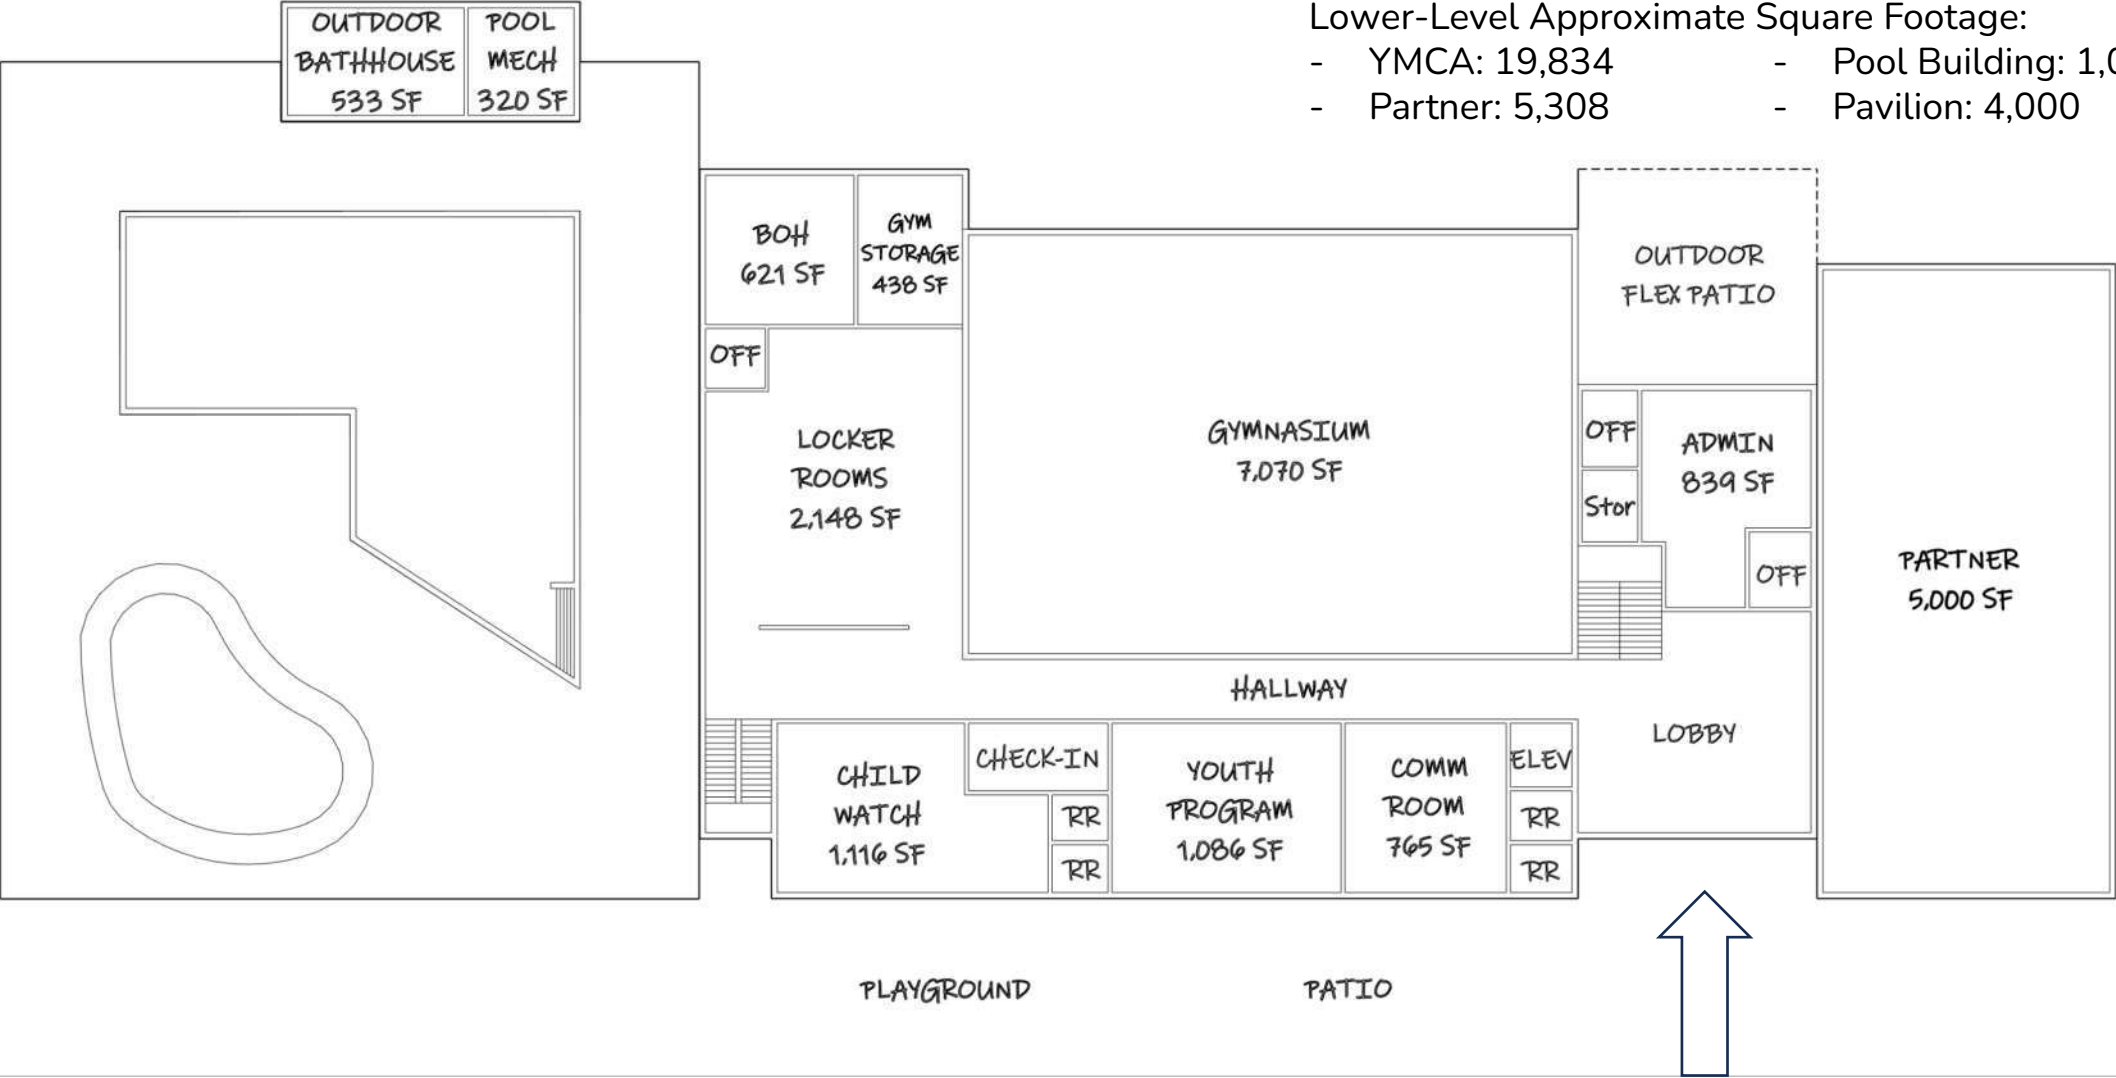 Lower-Level Approximate Square Footage:
- YMCA: 19,834
- Partner: 5,308
- Pool Building: 1,0
- Pavilion: 4,000
OUTDOOR
BATHHOUSE
533 SF
POOL
MECH
320 SF
BOH
621 SF
GYM
STORAGE
438 SF
OFF
LOCKER
ROOMS
2,148 SF
GYMNASIUM
7,070 SF
OUTDOOR
FLEX PATIO
OFF
Stor
ADMIN
839 SF
OFF
PARTNER
5,000 SF
HALLWAY
LOBBY
CHILD
WATCH
1,116 SF
CHECK-IN
RR
RR
YOUTH
PROGRAM
1,086 SF
COMM
ROOM
765 SF
ELEV
RR
RR
PLAYGROUND
PATIO